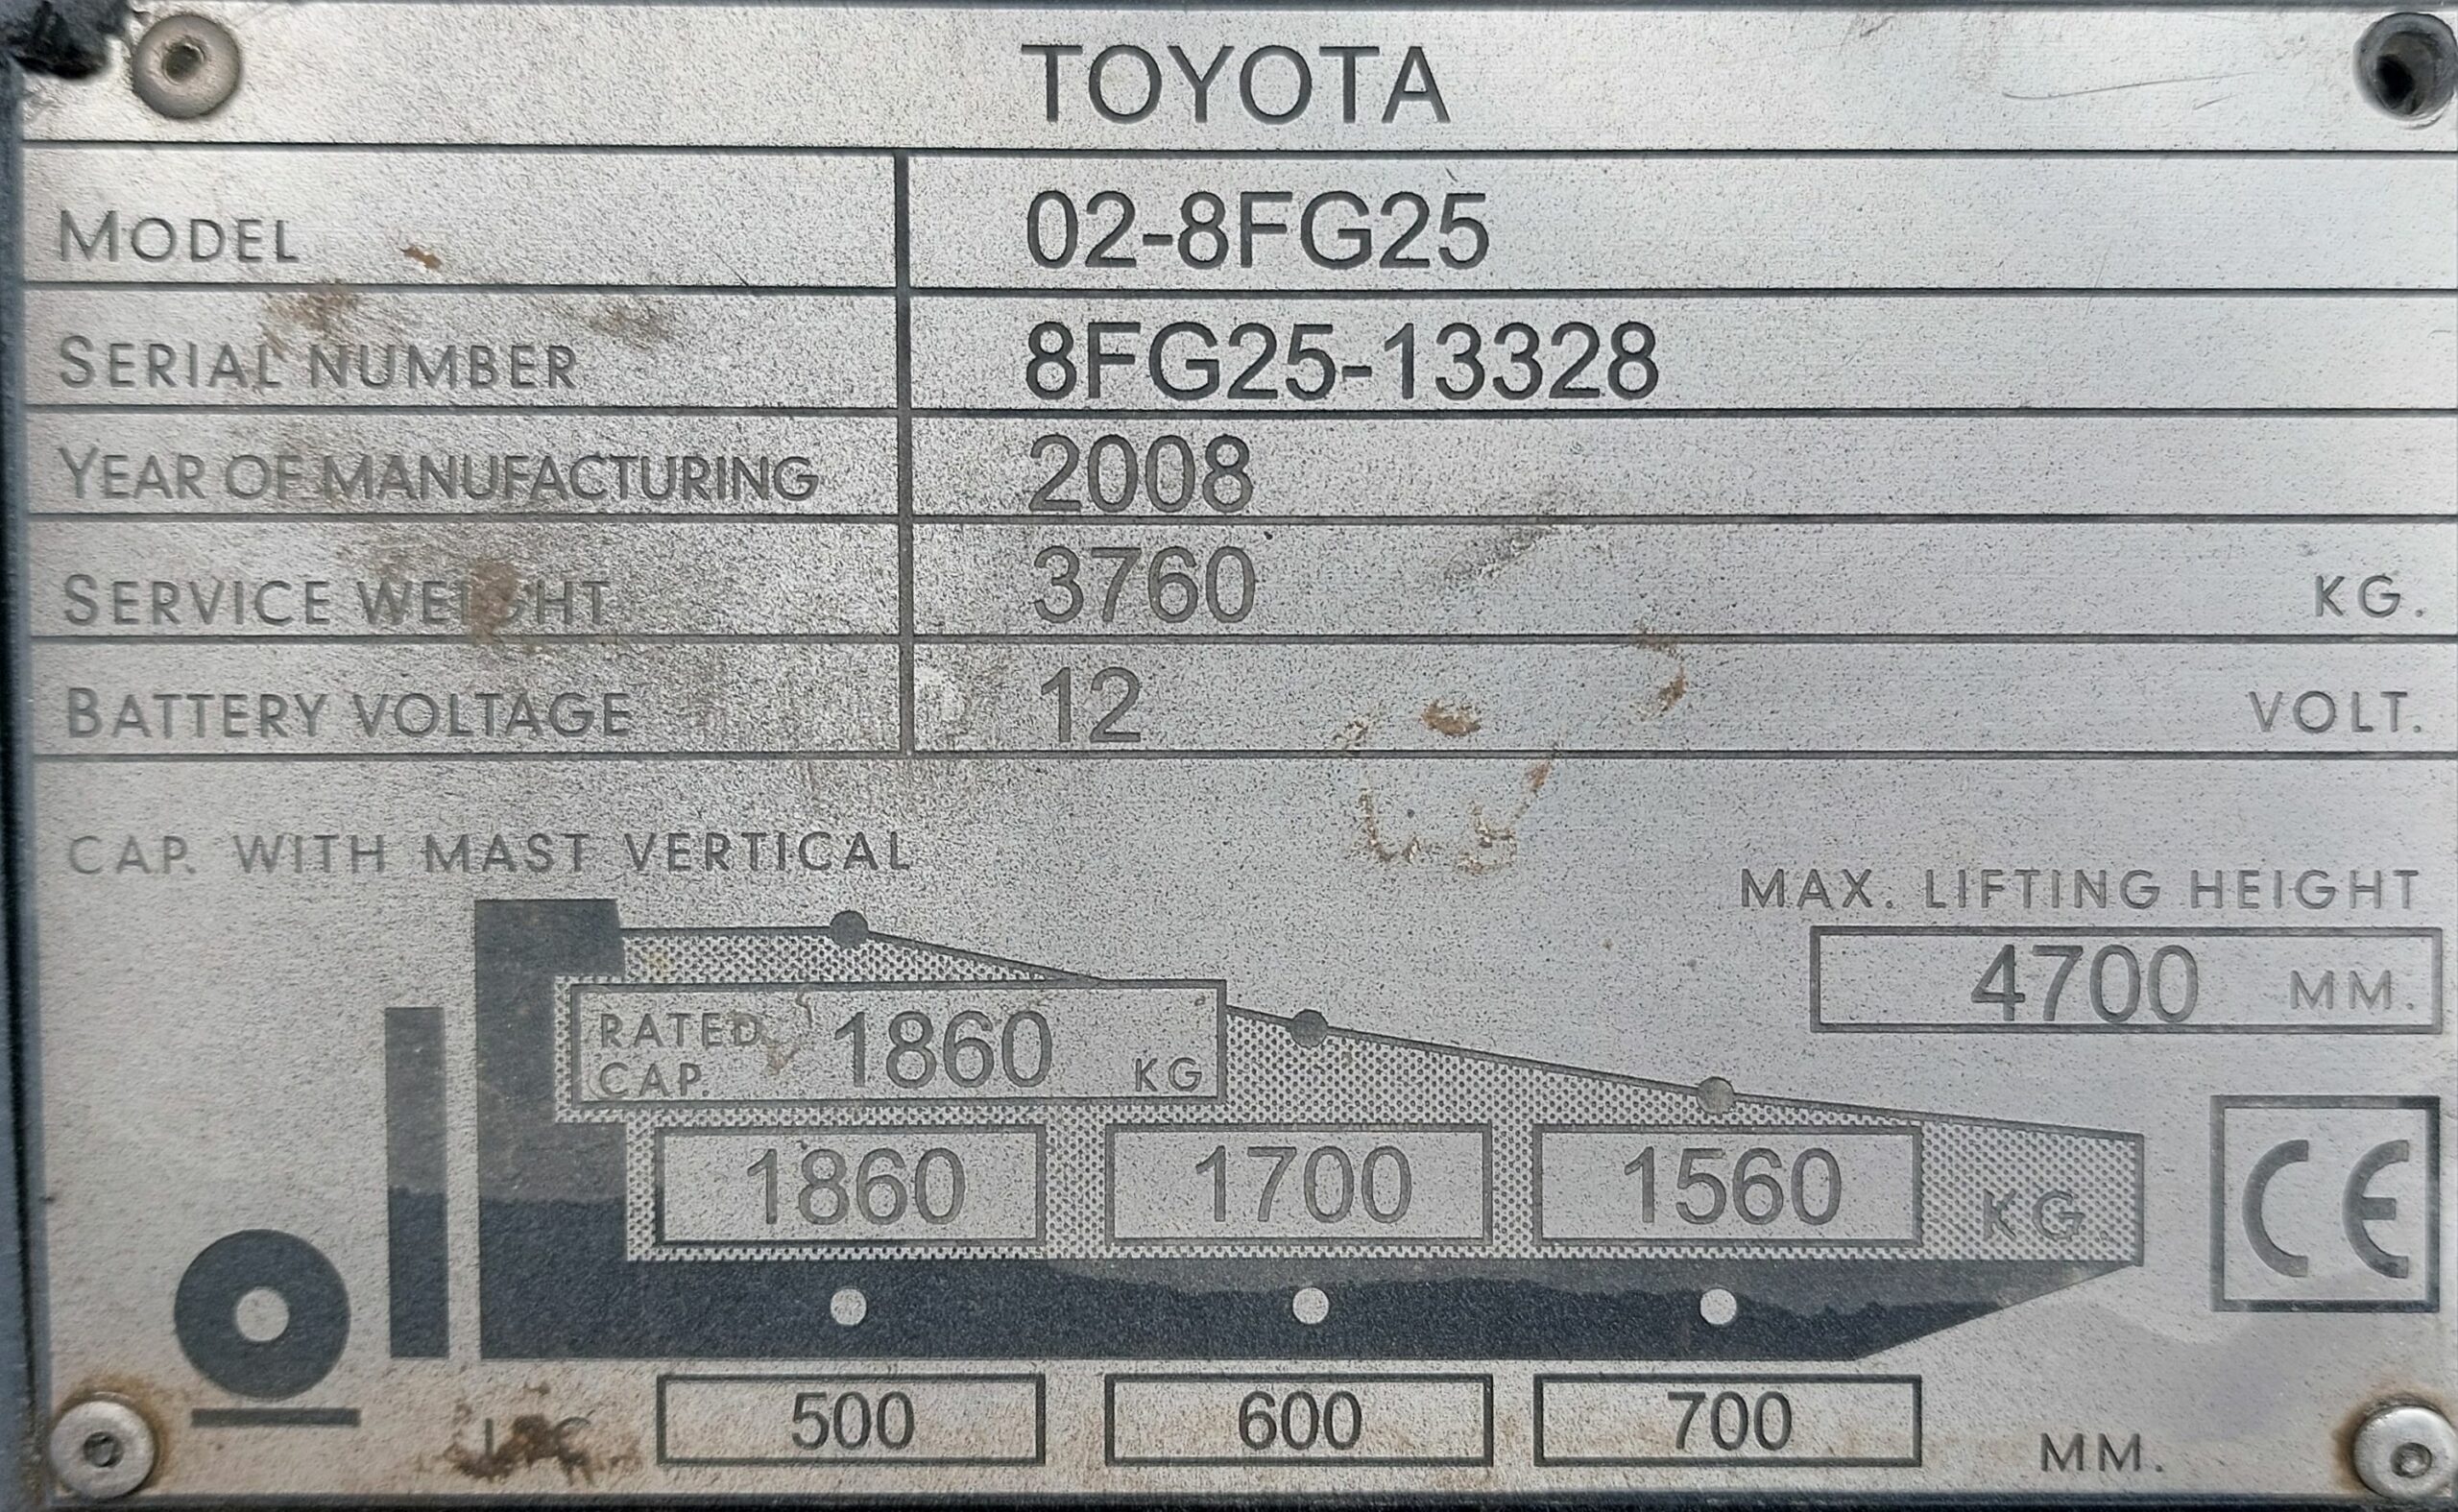 TOYOTA
MODEL 02-8FG25
SERIAL NUMBER 8FG25-13328
YEAR OF MANUFACTURING 2008
SERVICE WEIGHT 3760 KG.
BATTERY VOLTAGE 12 VOLT.
CAP. WITH MAST VERTICAL
MAX. LIFTING HEIGHT
4700 MM.
RATED CAP. 1860 KG
1860 1700 1560 KG.
CE
500 600 700 MM.